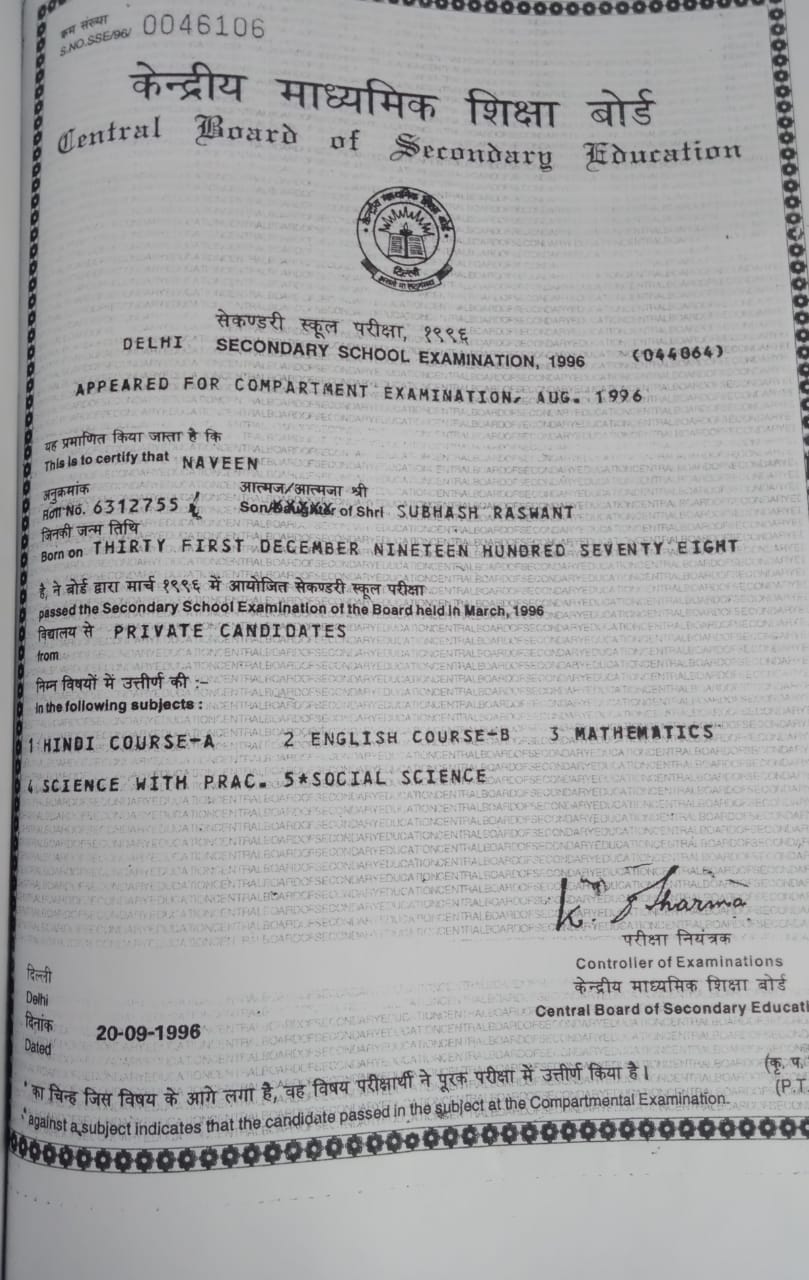 क्रम संख्या
S.NO.SSE/96/ 0046106
केन्द्रीय माध्यमिक शिक्षा बोर्ड
Central Board of Secondary Education
दिल्ली
सेकण्डरी स्कूल परीक्षा, १९९६
DELHI SECONDARY SCHOOL EXAMINATION, 1996 (044064)
APPEARED FOR COMPARTMENT EXAMINATION, AUG. 1996
यह प्रमाणित किया जाता है कि
This is to certify that NAVEEN
अनुक्रमांक आत्मज/आत्मजा श्री
Roll No. 6312755 Son/ of Shri SUBHASH RASWANT
जिनकी जन्म तिथि
Born on THIRTY FIRST DECEMBER NINETEEN HUNDRED SEVENTY EIGHT
है, ने बोर्ड द्वारा मार्च १९९६ में आयोजित सेकण्डरी स्कूल परीक्षा
passed the Secondary School Examination of the Board held in March, 1996
विद्यालय से PRIVATE CANDIDATES
from
निम्न विषयों में उत्तीर्ण की :-
in the following subjects :
1 HINDI COURSE-A 2 ENGLISH COURSE-B 3 MATHEMATICS
4 SCIENCE WITH PRAC. 5*SOCIAL SCIENCE
K. J Sharma
परीक्षा नियंत्रक
Controller of Examinations
केन्द्रीय माध्यमिक शिक्षा बोर्ड
Central Board of Secondary Educati
दिल्ली
Delhi
दिनांक
Dated 20-09-1996
* का चिन्ह जिस विषय के आगे लगा है, वह विषय परीक्षार्थी ने पूरक परीक्षा में उत्तीर्ण किया है। (कृ. प.
* against a subject indicates that the candidate passed in the subject at the Compartmental Examination. (P.T.